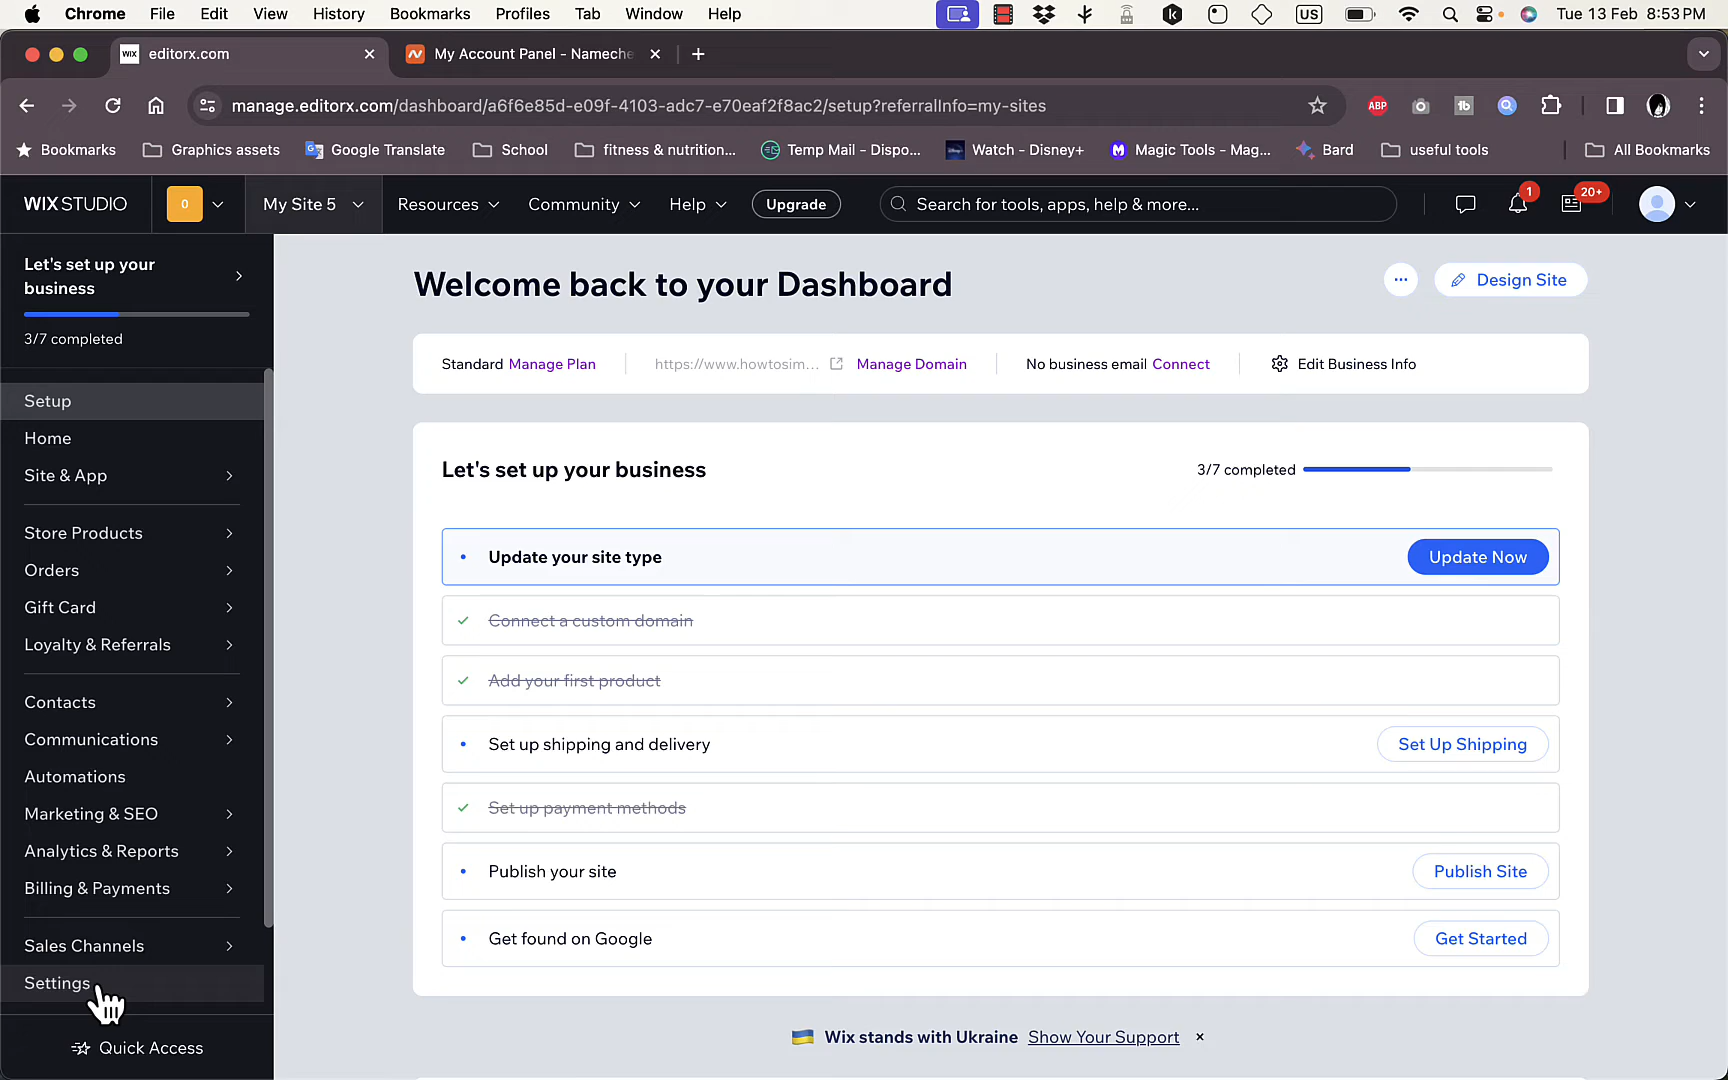 Chrome File Edit View History Bookmarks Profiles Tab Window Help US Tue 13 Feb 8:53 PM
WIX editorx.com My Account Panel - Nameche
manage.editorx.com/dashboard/a6f6e85d-e09f-4103-adc7-e70eaf2f8ac2/setup?referralInfo=my-sites ABP tb
Bookmarks Graphics assets Google Translate School fitness & nutrition... Temp Mail - Dispo... Watch - Disney+ Magic Tools - Mag... Bard useful tools All Bookmarks
WIX STUDIO 0 My Site 5 Resources Community Help Upgrade Search for tools, apps, help & more... 1 20+
Let's set up your
business
3/7 completed
Setup
Home
Site & App
Store Products
Orders
Gift Card
Loyalty & Referrals
Contacts
Communications
Automations
Marketing & SEO
Analytics & Reports
Billing & Payments
Sales Channels
Settings
Quick Access
Welcome back to your Dashboard
... Design Site
Standard Manage Plan https://www.howtosim... Manage Domain No business email Connect Edit Business Info
Let's set up your business 3/7 completed
Update your site type Update Now
Connect a custom domain
Add your first product
Set up shipping and delivery Set Up Shipping
Set up payment methods
Publish your site Publish Site
Get found on Google Get Started
Wix stands with Ukraine Show Your Support